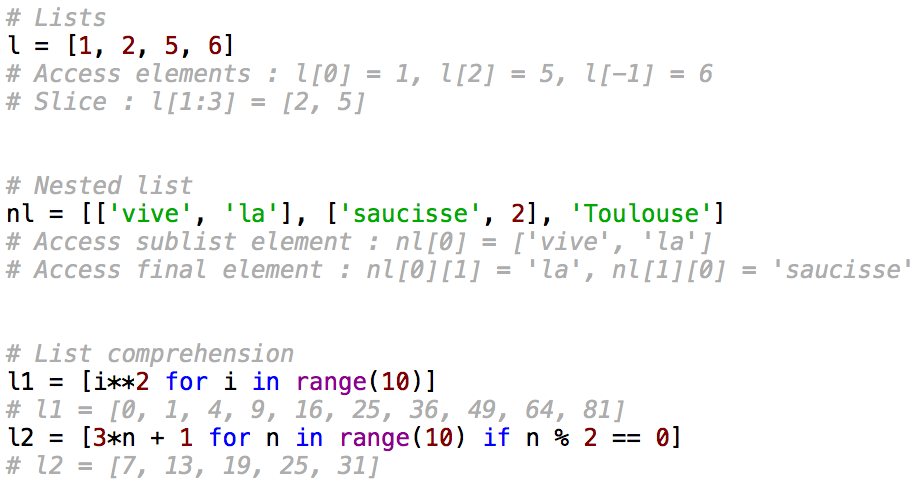 # Lists
l = [1, 2, 5, 6]
# Access elements : l[0] = 1, l[2] = 5, l[-1] = 6
# Slice : l[1:3] = [2, 5]
# Nested list
nl = [['vive', 'la'], ['saucisse', 2], 'Toulouse']
# Access sublist element : nl[0] = ['vive', 'la']
# Access final element : nl[0][1] = 'la', nl[1][0] = 'saucisse'
# List comprehension
l1 = [i**2 for i in range(10)]
# l1 = [0, 1, 4, 9, 16, 25, 36, 49, 64, 81]
l2 = [3*n + 1 for n in range(10) if n % 2 == 0]
# l2 = [7, 13, 19, 25, 31]